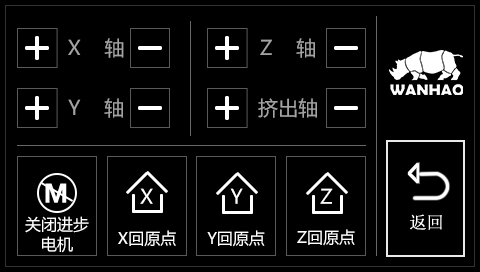 + X 轴 −
+ Z 轴 −
+ Y 轴 −
+ 挤出轴 −
WANHAO
M
关闭进步
电机
X
X回原点
Y
Y回原点
Z
Z回原点
返回